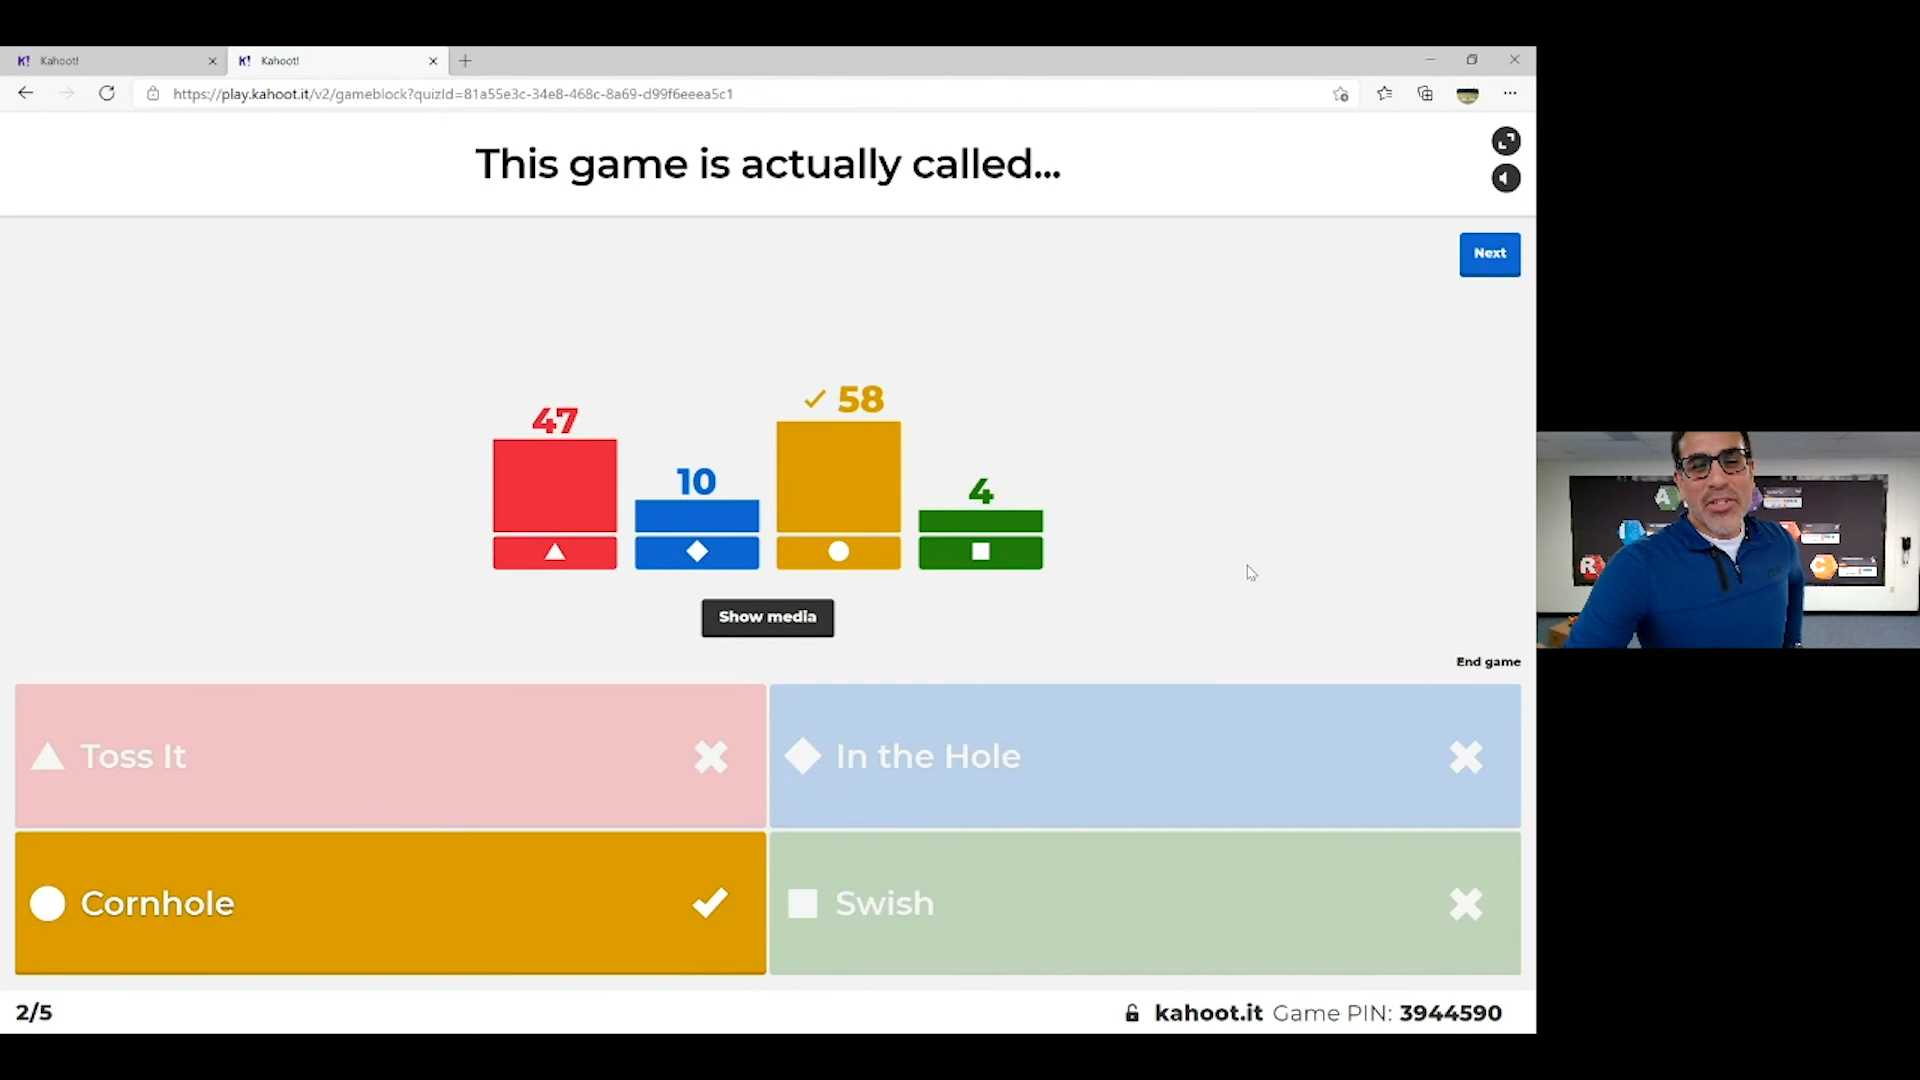 K! Kahoot!
K! Kahoot!
https://play.kahoot.it/v2/gameblock?quizId=81a55e3c-34e8-468c-8a69-d99f6eeea5c1
This game is actually called...
Next
47
10
58
4
Show media
End game
Toss It
In the Hole
Cornhole
Swish
2/5
kahoot.it Game PIN: 3944590
A
R
C